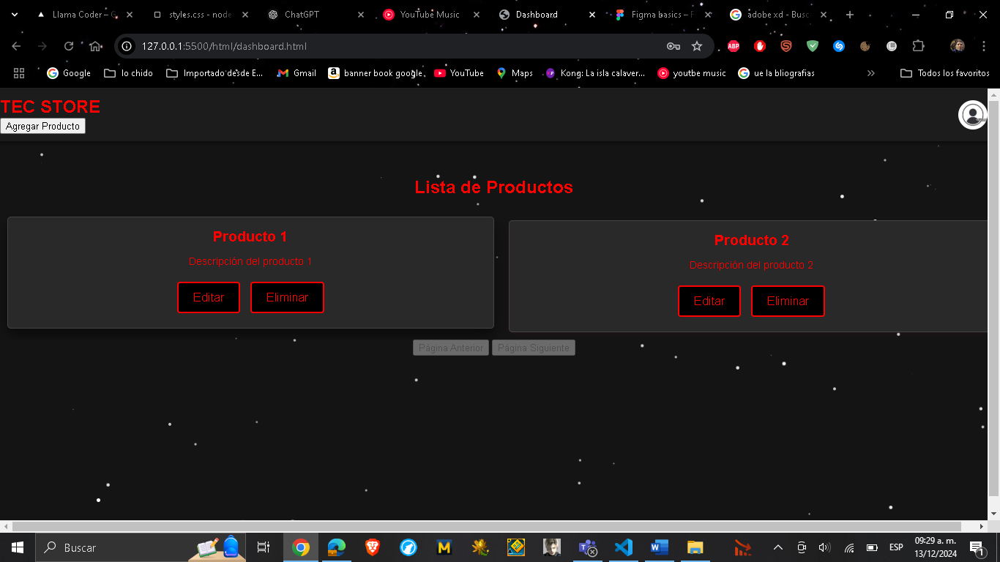 Llama Coder – G
styles.css - node
ChatGPT
YouTube Music
Dashboard
Figma basics – F
adobe xd - Busc
127.0.0.1:5500/html/dashboard.html
ABP
Google
lo chido
Importado desde E...
Gmail
banner book google
YouTube
Maps
Kong: La isla calaver...
youtbe music
ue la bliografias
Todos los favoritos
TEC STORE
Agregar Producto
Lista de Productos
Producto 1
Descripción del producto 1
Editar
Eliminar
Producto 2
Descripción del producto 2
Editar
Eliminar
Página Anterior
Página Siguiente
Buscar
ESP
09:29 a. m.
13/12/2024
1